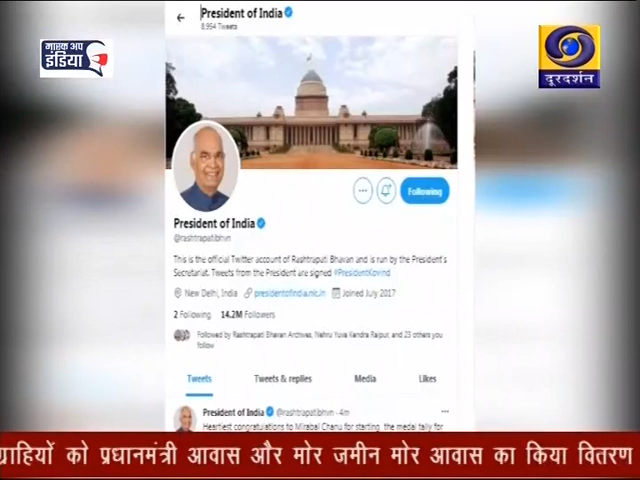 मास्क अप
इंडिया
दूरदर्शन
President of India
8,954 Tweets
Following
President of India
@rashtrapatibhvn
This is the official Twitter account of Rashtrapati Bhavan and is run by the President's
Secretariat. Tweets from the President are signed #PresidentKovind
New Delhi, India presidentofindia.nic.in Joined July 2017
2 Following 14.2M Followers
Followed by Rashtrapati Bhavan Archives, Nehru Yuva Kendra Raipur, and 23 others you
follow
Tweets Tweets & replies Media Likes
President of India @rashtrapatibhvn · 4m
Heartiest congratulations to Mirabai Chanu for starting the medal tally for
ग्राहियों को प्रधानमंत्री आवास और मोर जमीन मोर आवास का किया वितरण